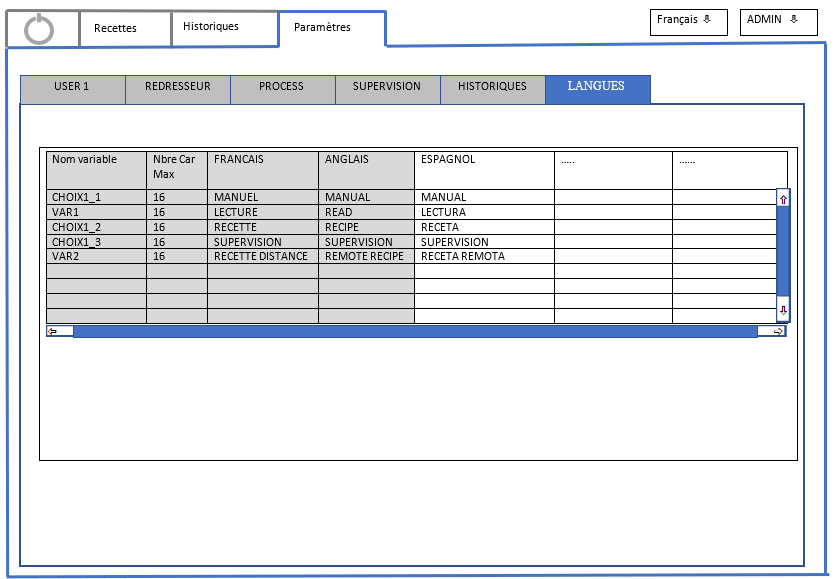 Recettes
Historiques
Paramètres
Français
ADMIN
USER 1
REDRESSEUR
PROCESS
SUPERVISION
HISTORIQUES
LANGUES
Nom variable Nbre Car Max FRANCAIS ANGLAIS ESPAGNOL ..... ......
CHOIX1_1 16 MANUEL MANUAL MANUAL
VAR1 16 LECTURE READ LECTURA
CHOIX1_2 16 RECETTE RECIPE RECETA
CHOIX1_3 16 SUPERVISION SUPERVISION SUPERVISION
VAR2 16 RECETTE DISTANCE REMOTE RECIPE RECETA REMOTA